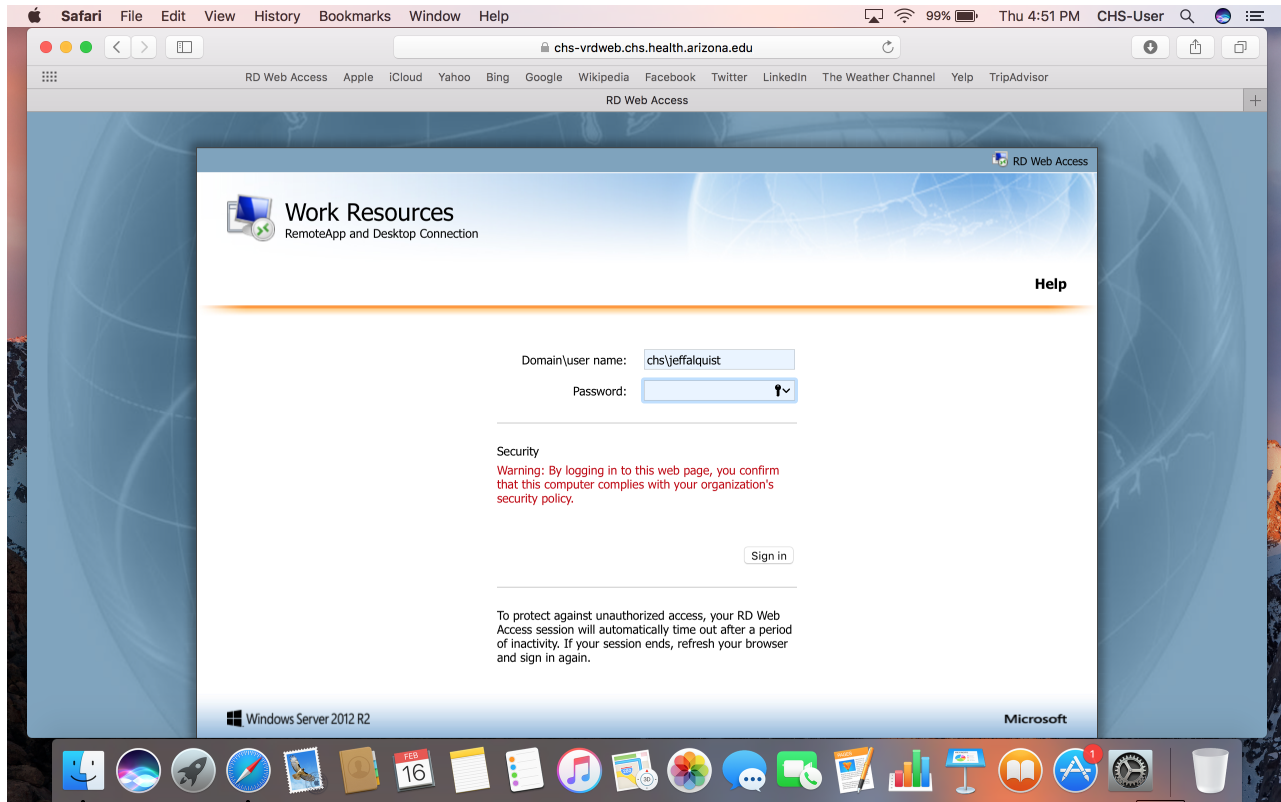 Safari File Edit View History Bookmarks Window Help 99% Thu 4:51 PM CHS-User
chs-vrdweb.chs.health.arizona.edu
RD Web Access Apple iCloud Yahoo Bing Google Wikipedia Facebook Twitter LinkedIn The Weather Channel Yelp TripAdvisor
RD Web Access
RD Web Access
Work Resources
RemoteApp and Desktop Connection
Help
Domain\user name: chs\jeffalquist
Password:
Security
Warning: By logging in to this web page, you confirm
that this computer complies with your organization's
security policy.
Sign in
To protect against unauthorized access, your RD Web
Access session will automatically time out after a period
of inactivity. If your session ends, refresh your browser
and sign in again.
Windows Server 2012 R2 Microsoft
FEB
16
3D
PAGES
1